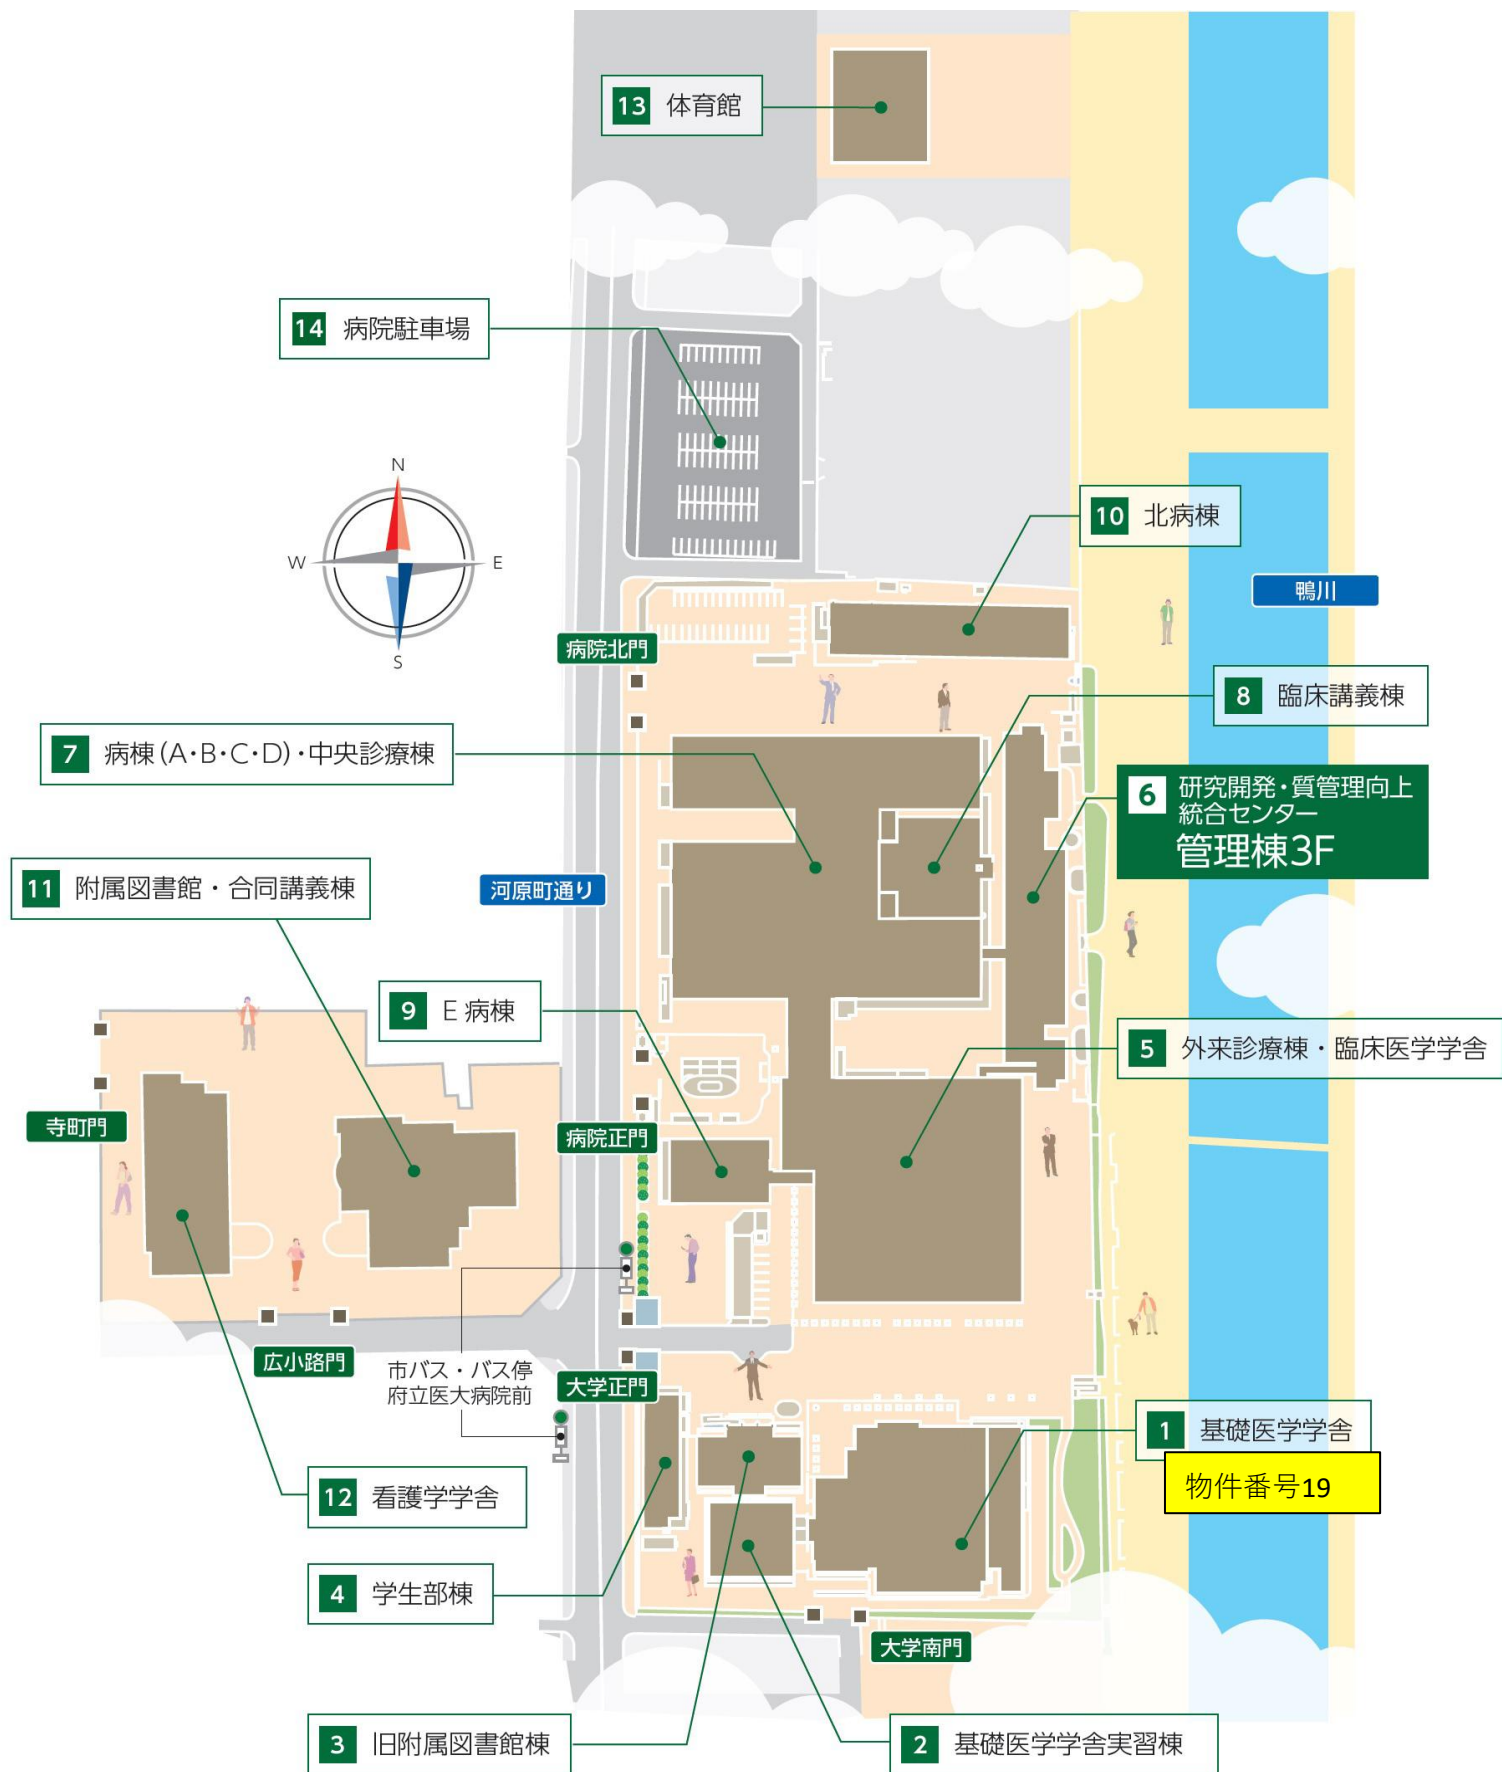 13 体育館
14 病院駐車場
N
W
E
S
10 北病棟
鴨川
病院北門
8 臨床講義棟
7 病棟(A・B・C・D)・中央診療棟
6 研究開発・質管理向上
統合センター
管理棟3F
11 附属図書館・合同講義棟
河原町通り
9 E 病棟
5 外来診療棟・臨床医学学舎
寺町門
病院正門
広小路門
市バス・バス停
府立医大病院前
大学正門
1 基礎医学学舎
物件番号19
12 看護学学舎
4 学生部棟
大学南門
3 旧附属図書館棟
2 基礎医学学舎実習棟